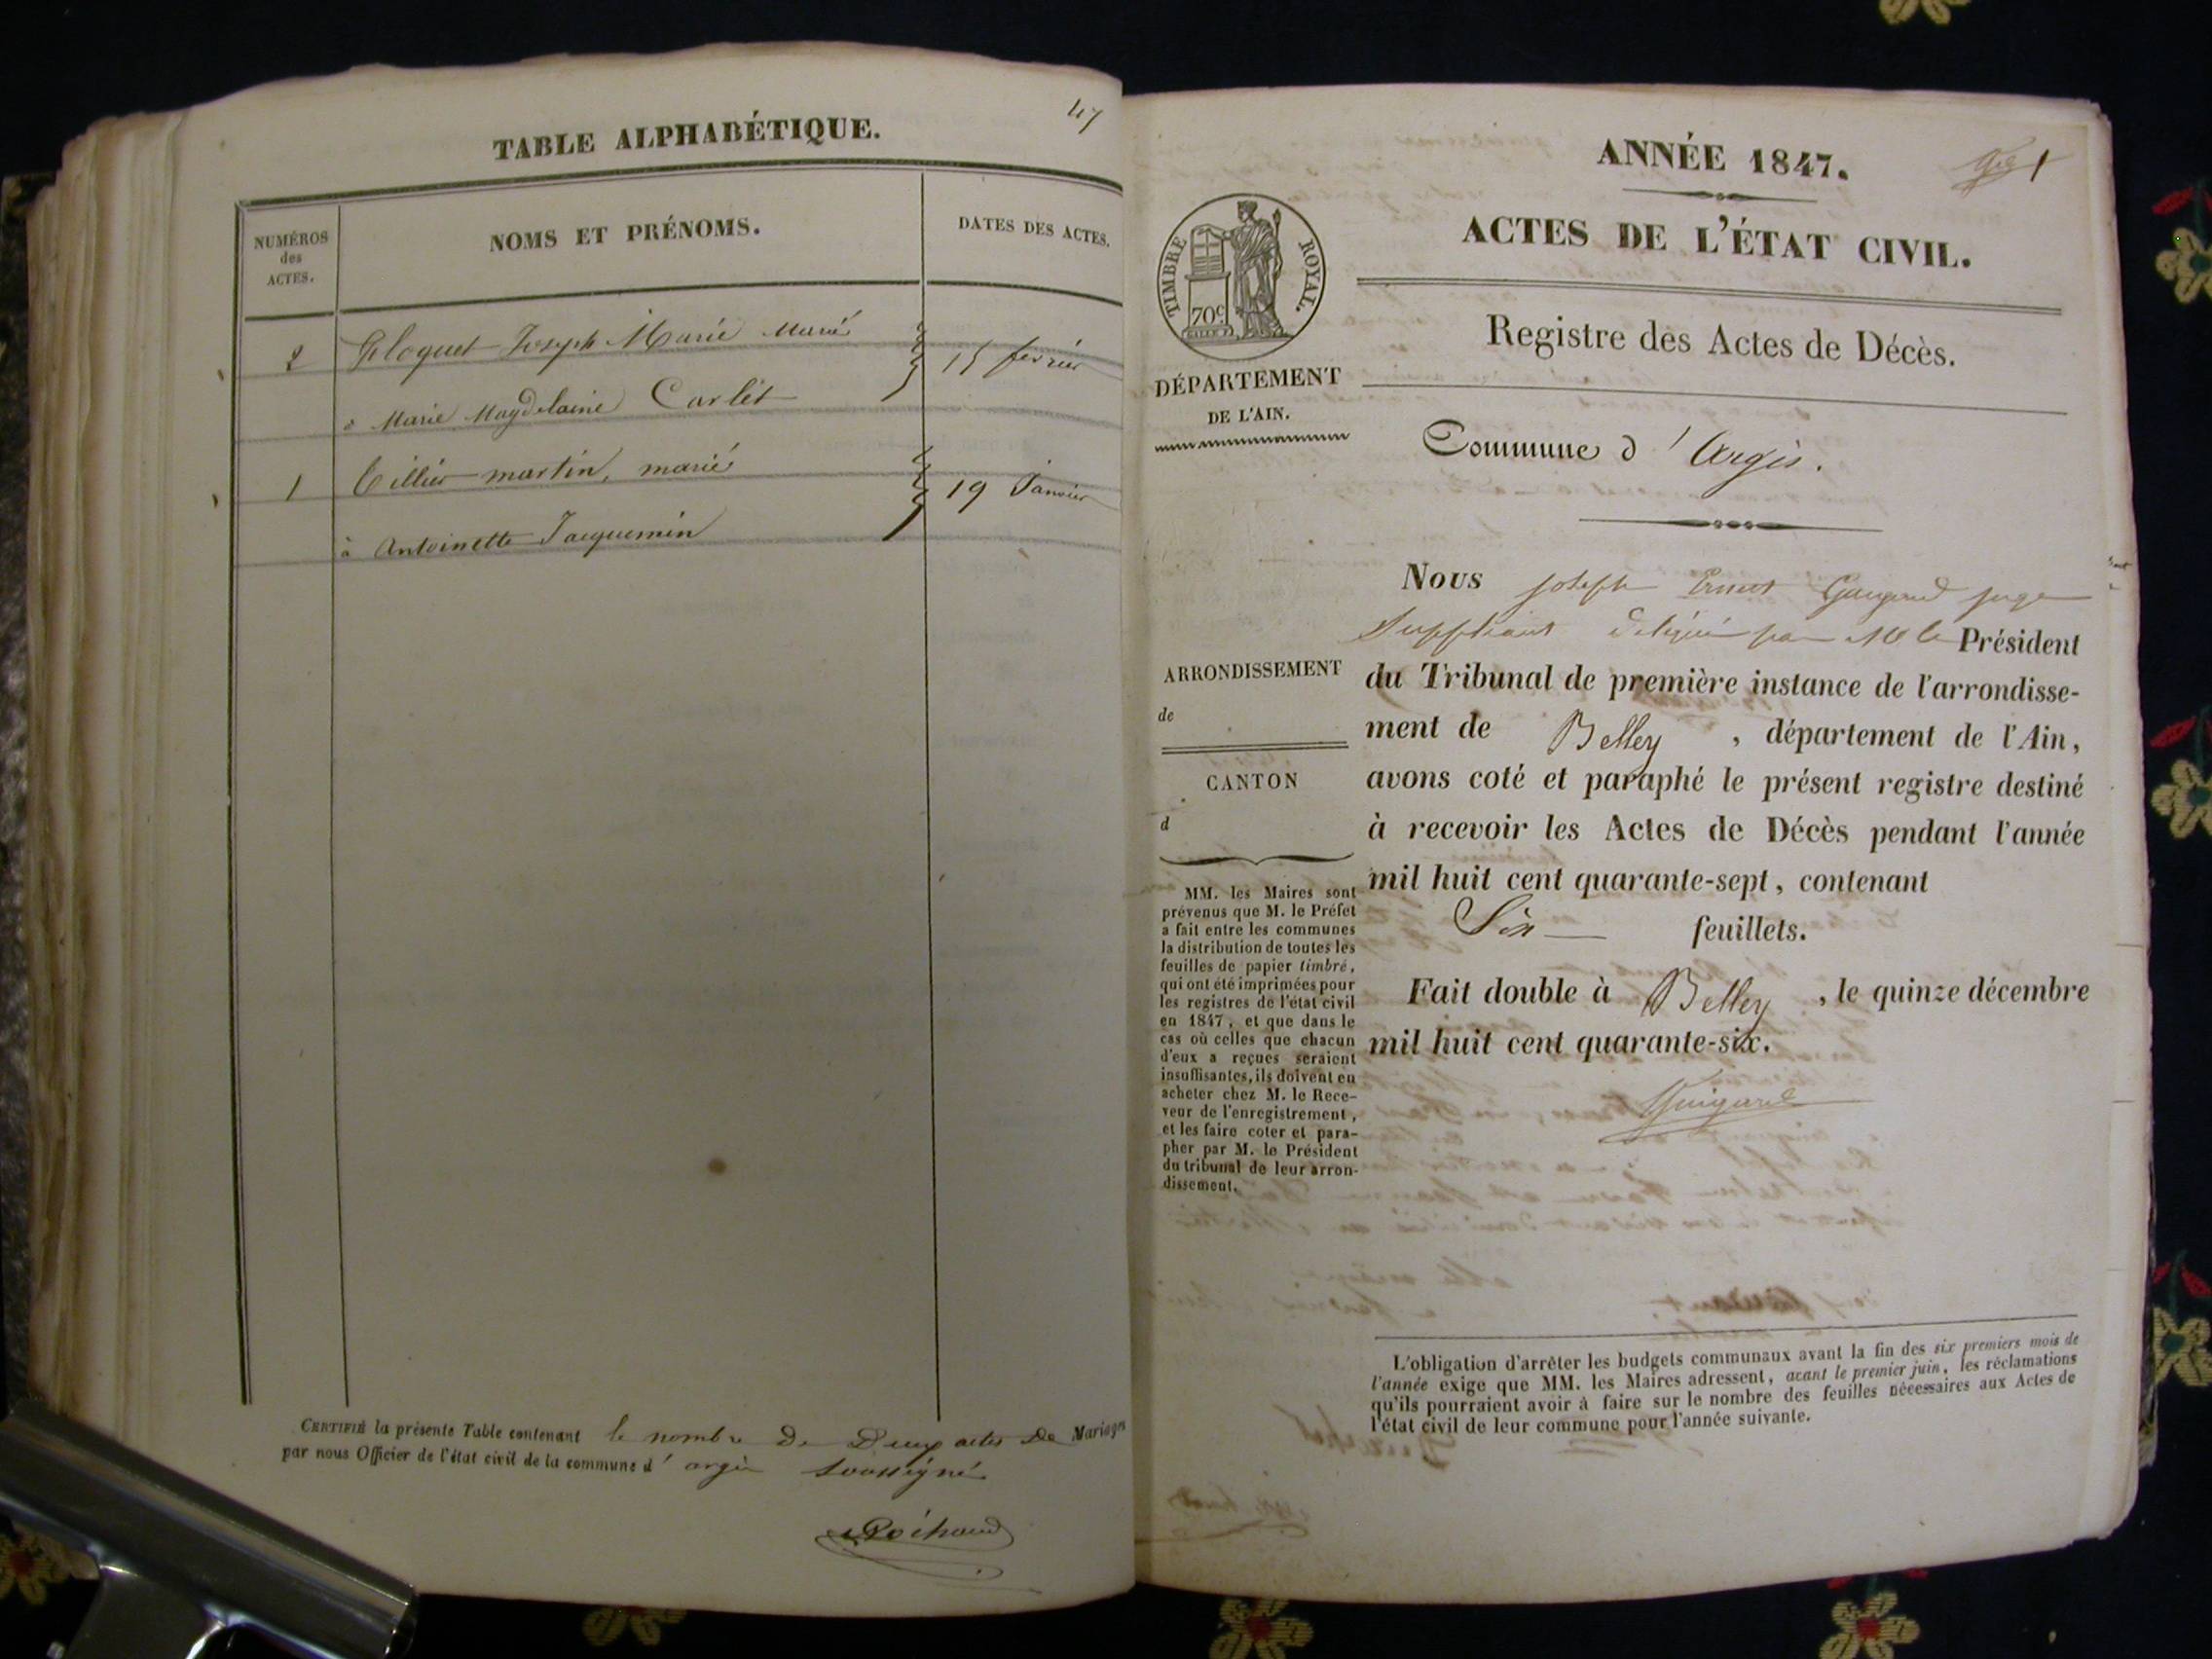 47
TABLE ALPHABÉTIQUE.
NUMÉROS
des
ACTES.
NOMS ET PRÉNOMS.
DATES DES ACTES.
2 Joseph Marie Marié 15 février
à Marie Magdelaine Carlet
1 Tillier martin, marié 19 Janvier
à Antoinette Jacquemin
CERTIFIÉ la présente Table contenant le nombre de Deux actes de Mariages
par nous Officier de l'état civil de la commune d'argis soussigné
ANNÉE 1847.
1
ACTES DE L'ÉTAT CIVIL.
TIMBRE ROYAL.
70c.
Registre des Actes de Décès.
DÉPARTEMENT
DE L'AIN.
Commune d'Argis.
Nous joseph Ernest juge
Suppléant délégué par M le Président
du Tribunal de première instance de l'arrondisse-
ment de Belley, département de l'Ain,
avons coté et paraphé le présent registre destiné
à recevoir les Actes de Décès pendant l'année
mil huit cent quarante-sept, contenant
Six feuillets.
Fait double à Belley, le quinze décembre
mil huit cent quarante-six.
Guigard
ARRONDISSEMENT
de
CANTON
d
MM. les Maires sont
prévenus que M. le Préfet
a fait entre les communes
la distribution de toutes les
feuilles de papier timbré,
qui ont été imprimées pour
les registres de l'état civil
en 1847, et que dans le
cas où celles que chacun
d'eux a reçues seraient
insuffisantes, ils doivent en
acheter chez M. le Rece-
veur de l'enregistrement,
et les faire coter et para-
pher par M. le Président
du tribunal de leur arron-
dissement.
L'obligation d'arrêter les budgets communaux avant la fin des six premiers mois de
l'année exige que MM. les Maires adressent, avant le premier juin, les réclamations
qu'ils pourraient avoir à faire sur le nombre des feuilles nécessaires aux Actes de
l'état civil de leur commune pour l'année suivante.